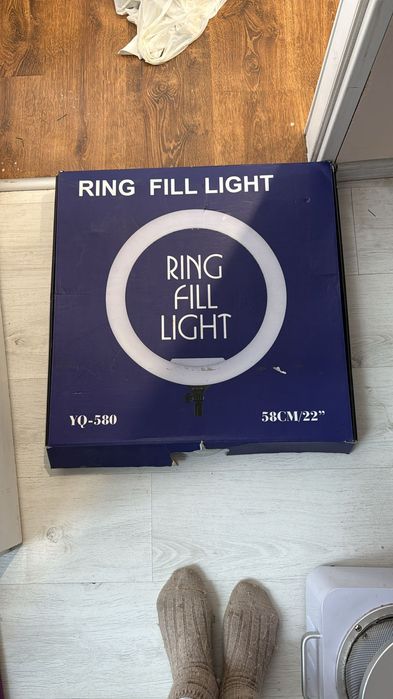 RING FILL LIGHT
RING
FILL
LIGHT
YQ-580
58CM/22”